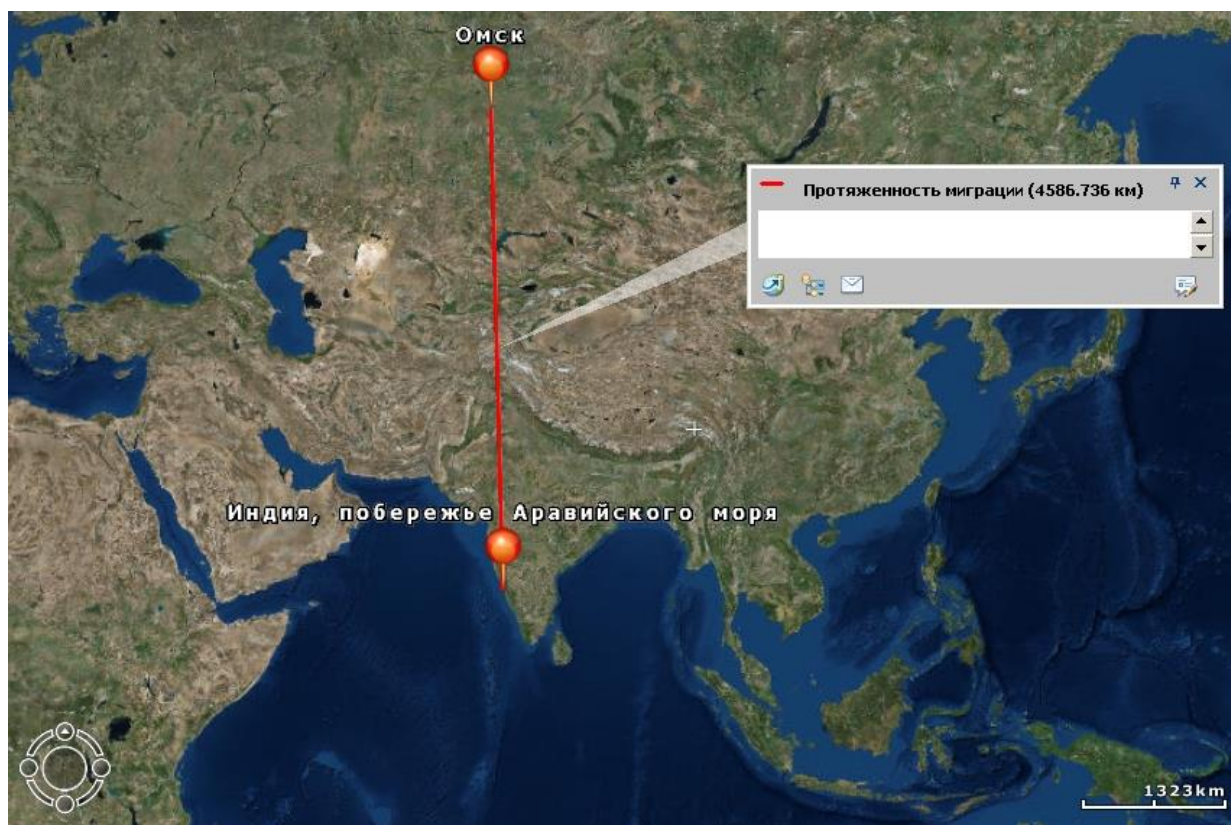 Омск
Протяженность миграции (4586.736 км)
Индия, побережье Аравийского моря
1323km